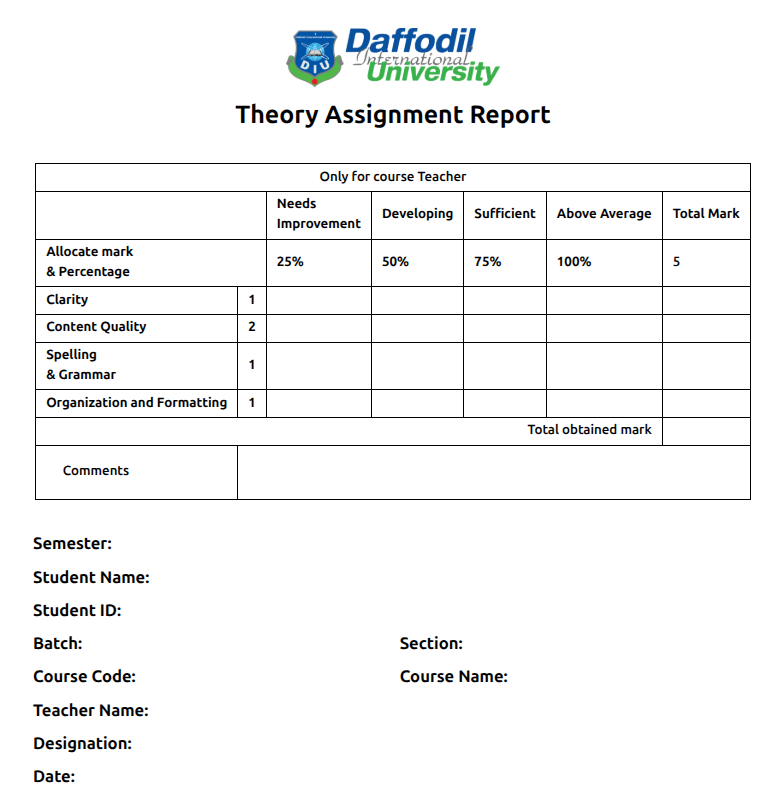 Daffodil
International
University
DIU
Theory Assignment Report
Only for course Teacher
Needs
Improvement
Developing
Sufficient
Above Average
Total Mark
Allocate mark
& Percentage
25%
50%
75%
100%
5
Clarity
1
Content Quality
2
Spelling
& Grammar
1
Organization and Formatting
1
Total obtained mark
Comments
Semester:
Student Name:
Student ID:
Batch:
Section:
Course Code:
Course Name:
Teacher Name:
Designation:
Date: